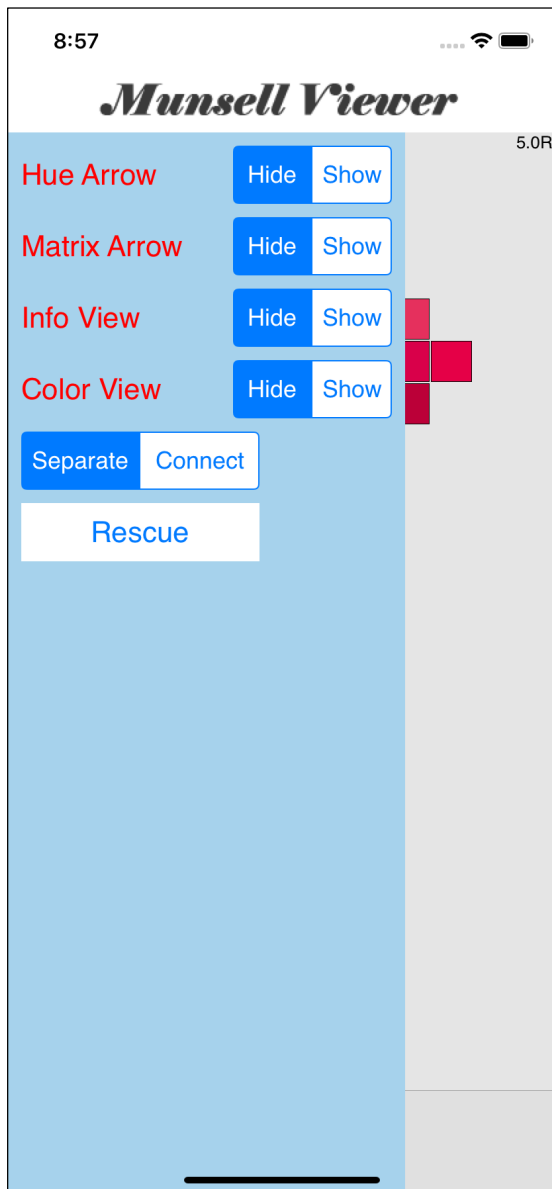 8:57
Munsell Viewer
5.0R
Hue Arrow Hide Show
Matrix Arrow Hide Show
Info View Hide Show
Color View Hide Show
Separate Connect
Rescue